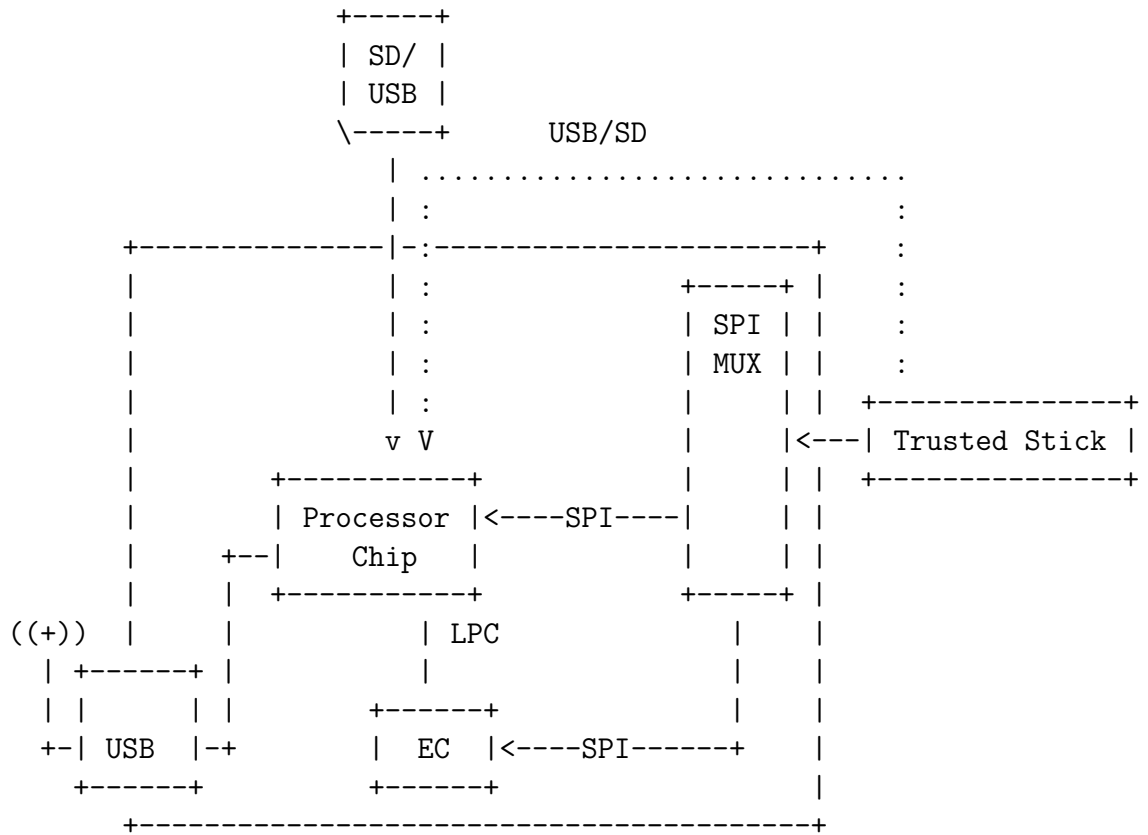 SD/
USB
USB/SD
SPI
MUX
Trusted Stick
Processor
Chip
SPI
((+))
LPC
USB
EC
SPI